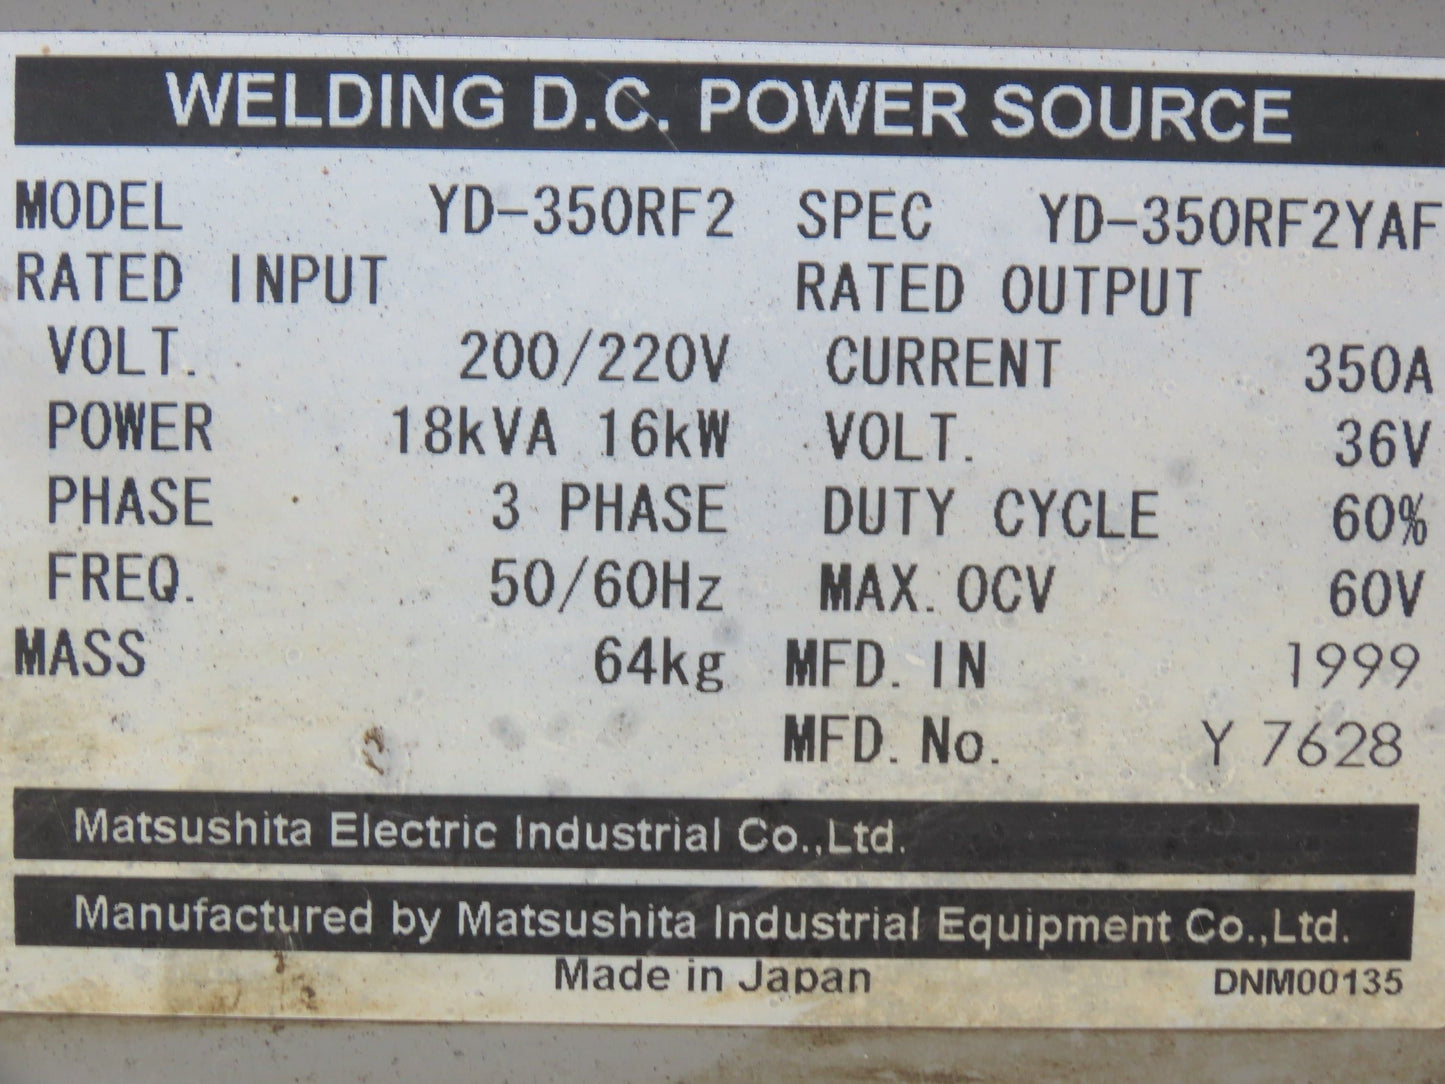 WELDING D.C. POWER SOURCE
MODEL YD-350RF2 SPEC YD-350RF2YAF
RATED INPUT RATED OUTPUT
VOLT. 200/220V CURRENT 350A
POWER 18kVA 16kW VOLT. 36V
PHASE 3 PHASE DUTY CYCLE 60%
FREQ. 50/60Hz MAX. OCV 60V
MASS 64kg MFD. IN 1999
MFD. No. Y 7628
Matsushita Electric Industrial Co.,Ltd.
Manufactured by Matsushita Industrial Equipment Co.,Ltd.
Made in Japan DNM00135